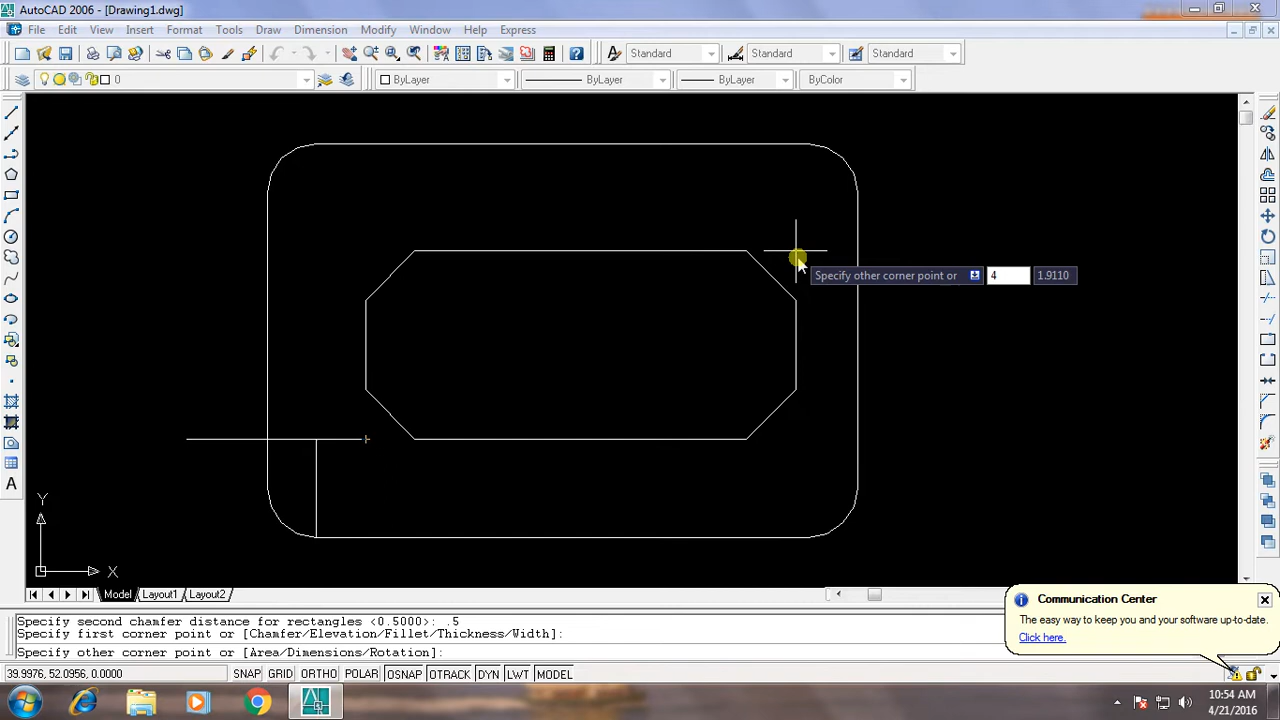 AutoCAD 2006 - [Drawing1.dwg]
File Edit View Insert Format Tools Draw Dimension Modify Window Help Express
Standard Standard Standard
0 ByLayer ByLayer ByLayer ByColor
Specify other corner point or 4 1.9110
Y
X
A
Model Layout1 Layout2
Communication Center
The easy way to keep you and your software up-to-date.
Click here.
Specify second chamfer distance for rectangles <0.5000>: .5
Specify first corner point or [Chamfer/Elevation/Fillet/Thickness/Width]:
Specify other corner point or [Area/Dimensions/Rotation]:
39.9976, 52.0956, 0.0000 SNAP GRID ORTHO POLAR OSNAP OTRACK DYN LWT MODEL
10:54 AM
4/21/2016